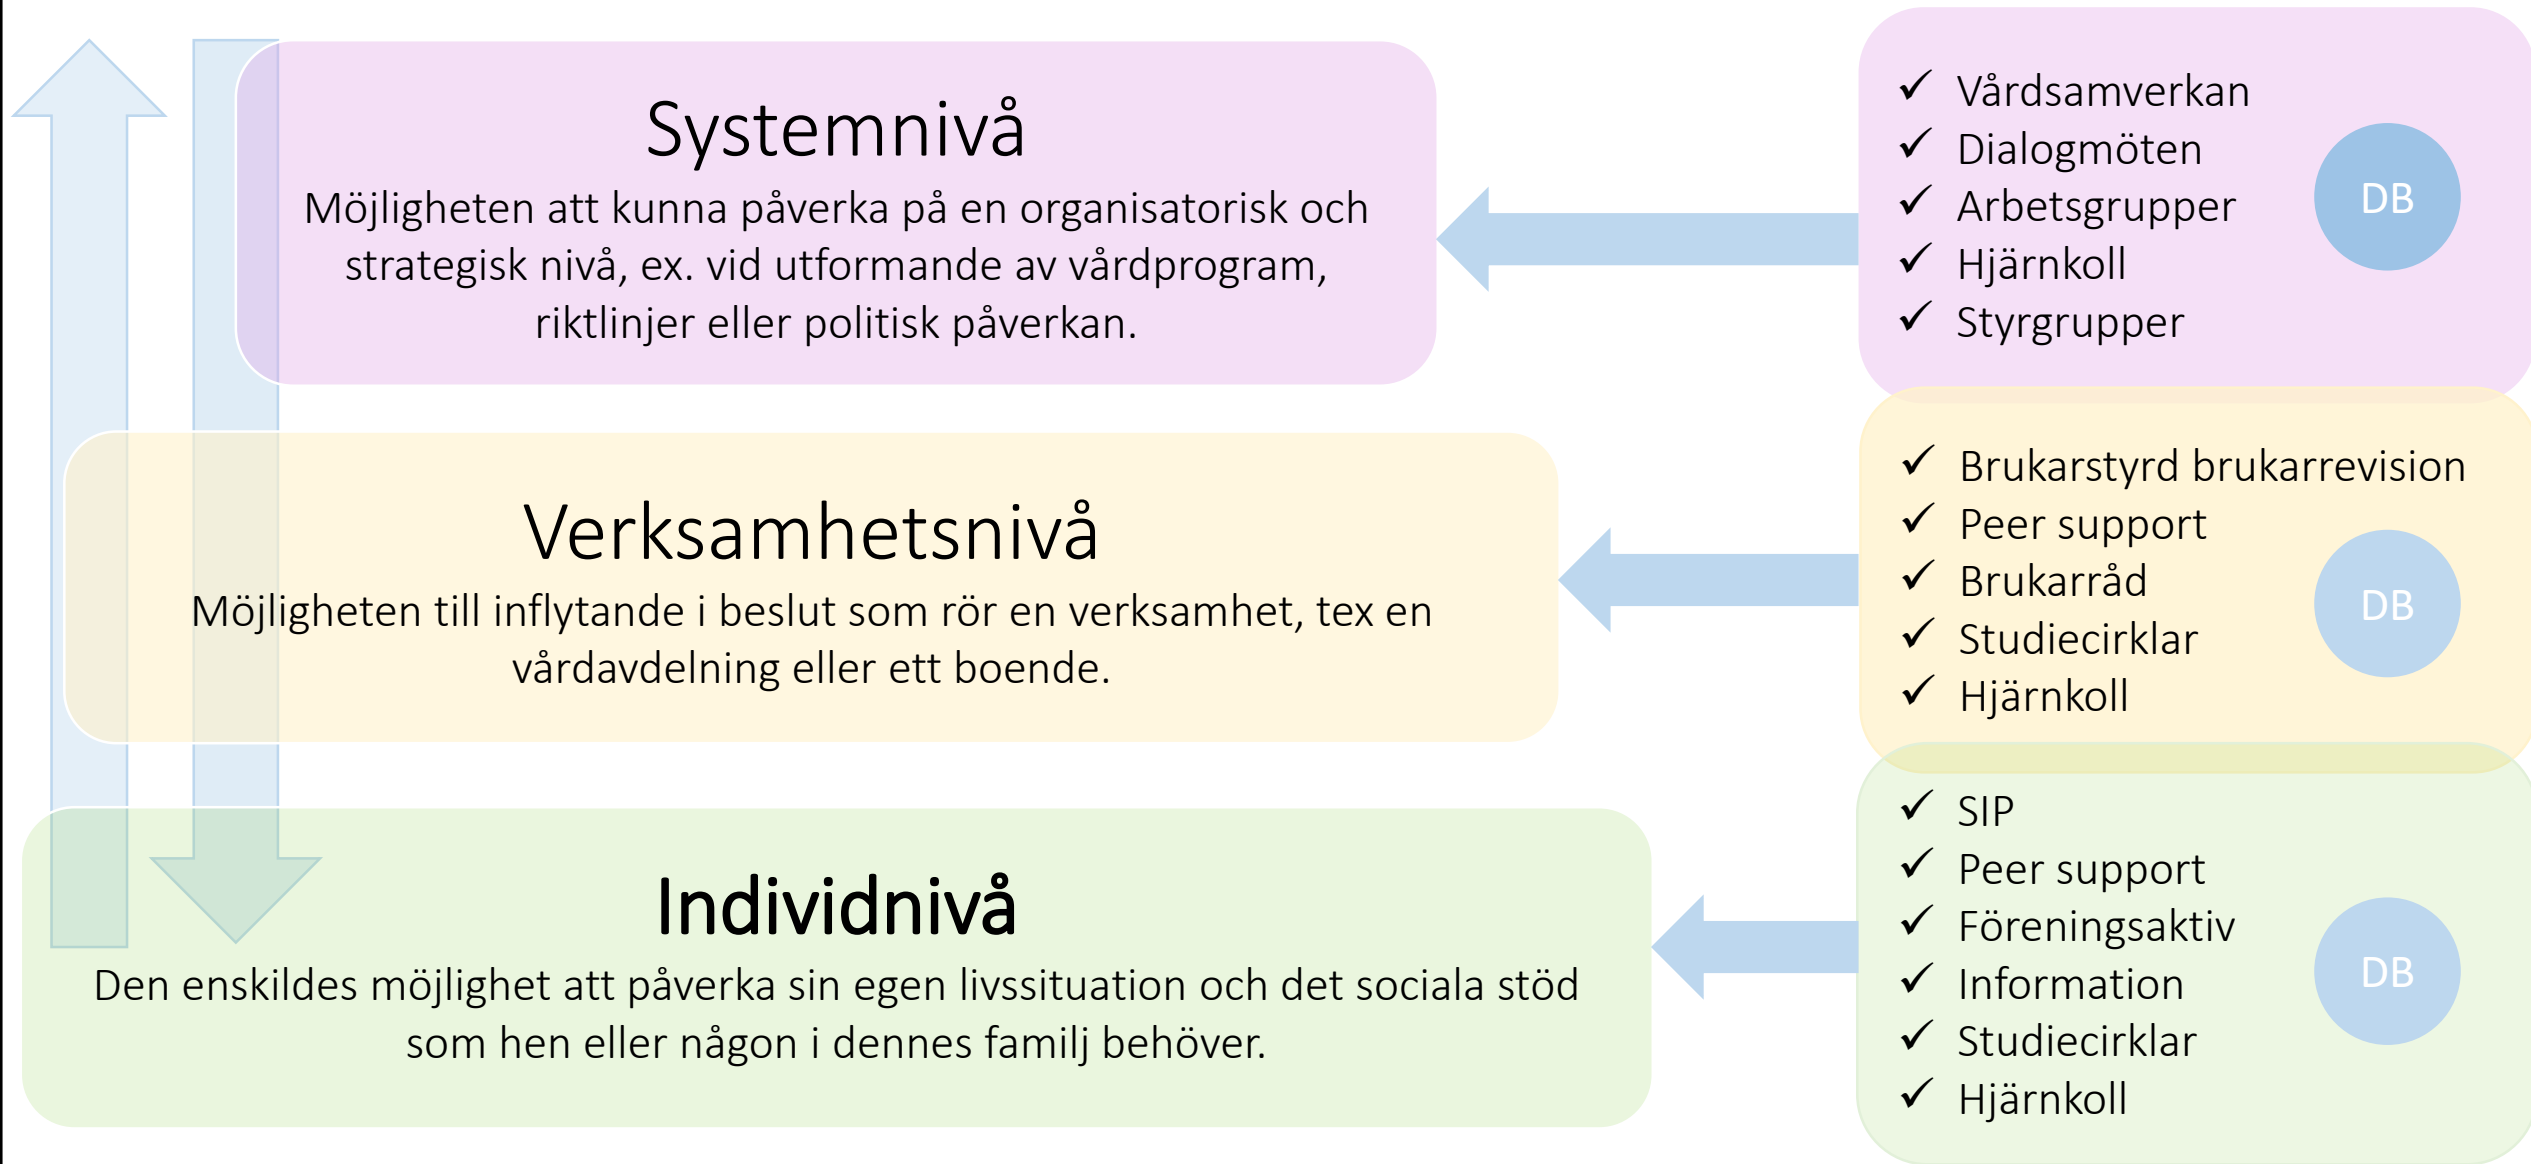 Systemnivå
Möjligheten att kunna påverka på en organisatorisk och
strategisk nivå, ex. vid utformande av vårdprogram,
riktlinjer eller politisk påverkan.
✓ Vårdsamverkan
✓ Dialogmöten
✓ Arbetsgrupper
✓ Hjärnkoll
✓ Styrgrupper
DB
Verksamhetsnivå
Möjligheten till inflytande i beslut som rör en verksamhet, tex en
vårdavdelning eller ett boende.
✓ Brukarstyrd brukarrevision
✓ Peer support
✓ Brukarråd
✓ Studiecirklar
✓ Hjärnkoll
DB
Individnivå
Den enskildes möjlighet att påverka sin egen livssituation och det sociala stöd
som hen eller någon i dennes familj behöver.
✓ SIP
✓ Peer support
✓ Föreningsaktiv
✓ Information
✓ Studiecirklar
✓ Hjärnkoll
DB